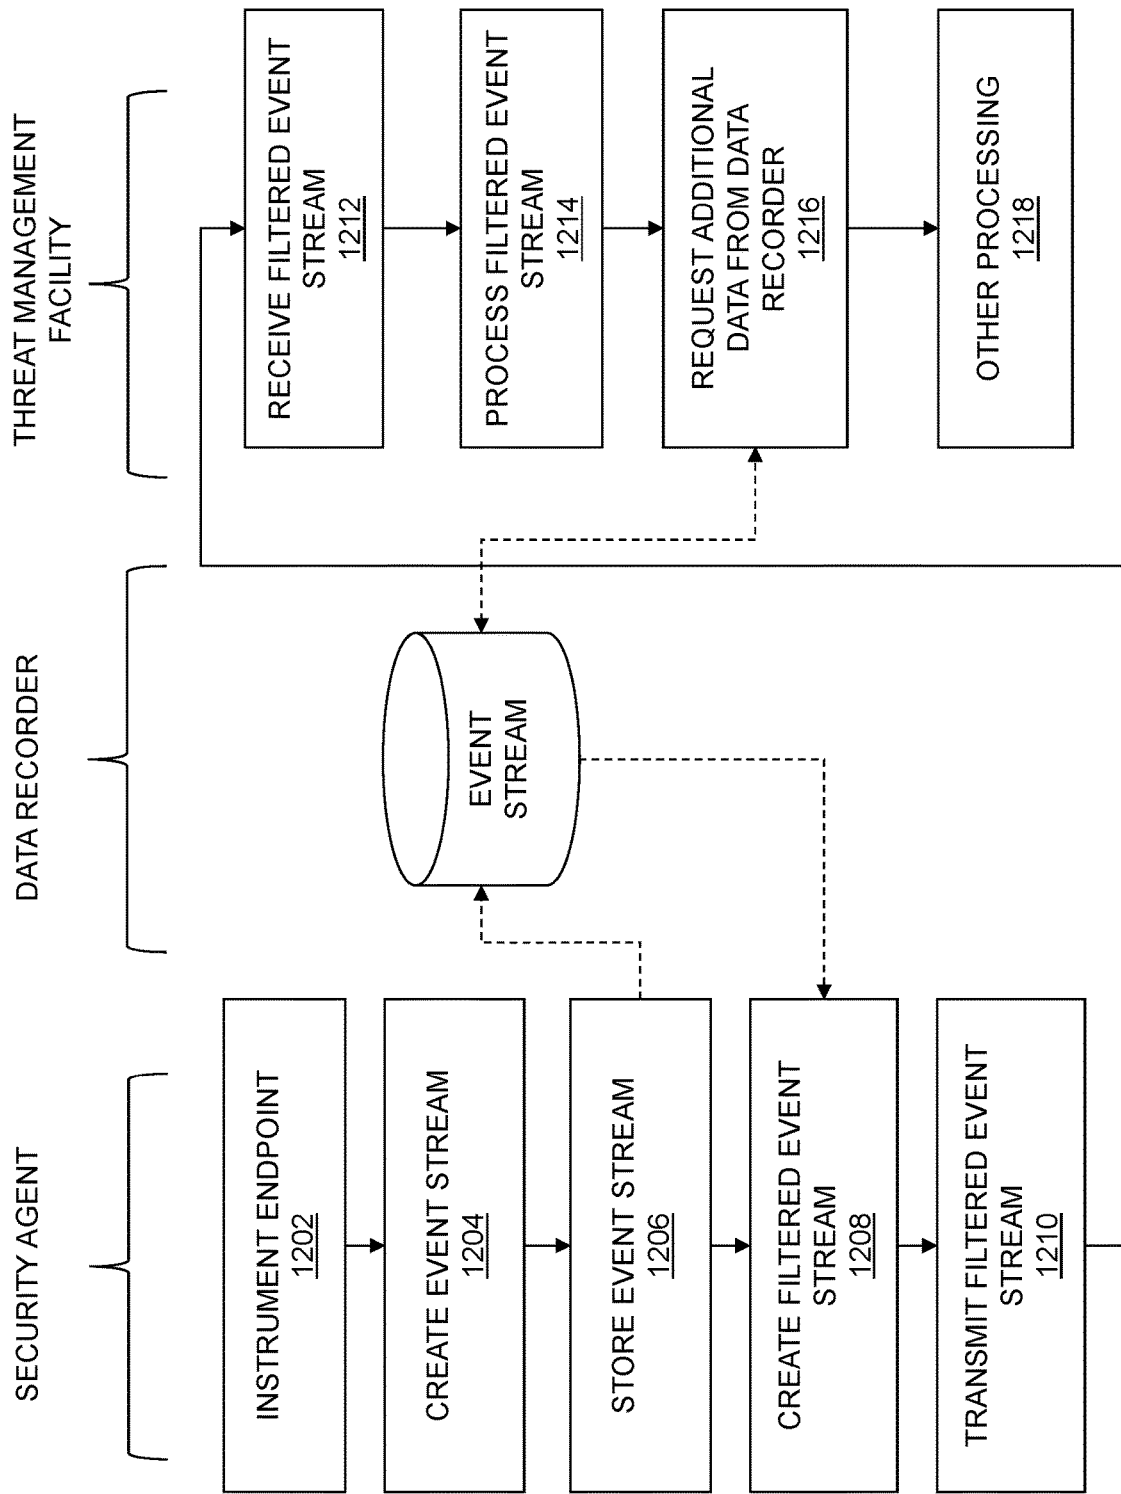 SECURITY AGENT
DATA RECORDER
THREAT MANAGEMENT
FACILITY
INSTRUMENT ENDPOINT
1202
CREATE EVENT STREAM
1204
STORE EVENT STREAM
1206
CREATE FILTERED EVENT
STREAM
1208
TRANSMIT FILTERED EVENT
STREAM
1210
EVENT
STREAM
RECEIVE FILTERED EVENT
STREAM
1212
PROCESS FILTERED EVENT
STREAM
1214
REQUEST ADDITIONAL
DATA FROM DATA
RECORDER
1216
OTHER PROCESSING
1218